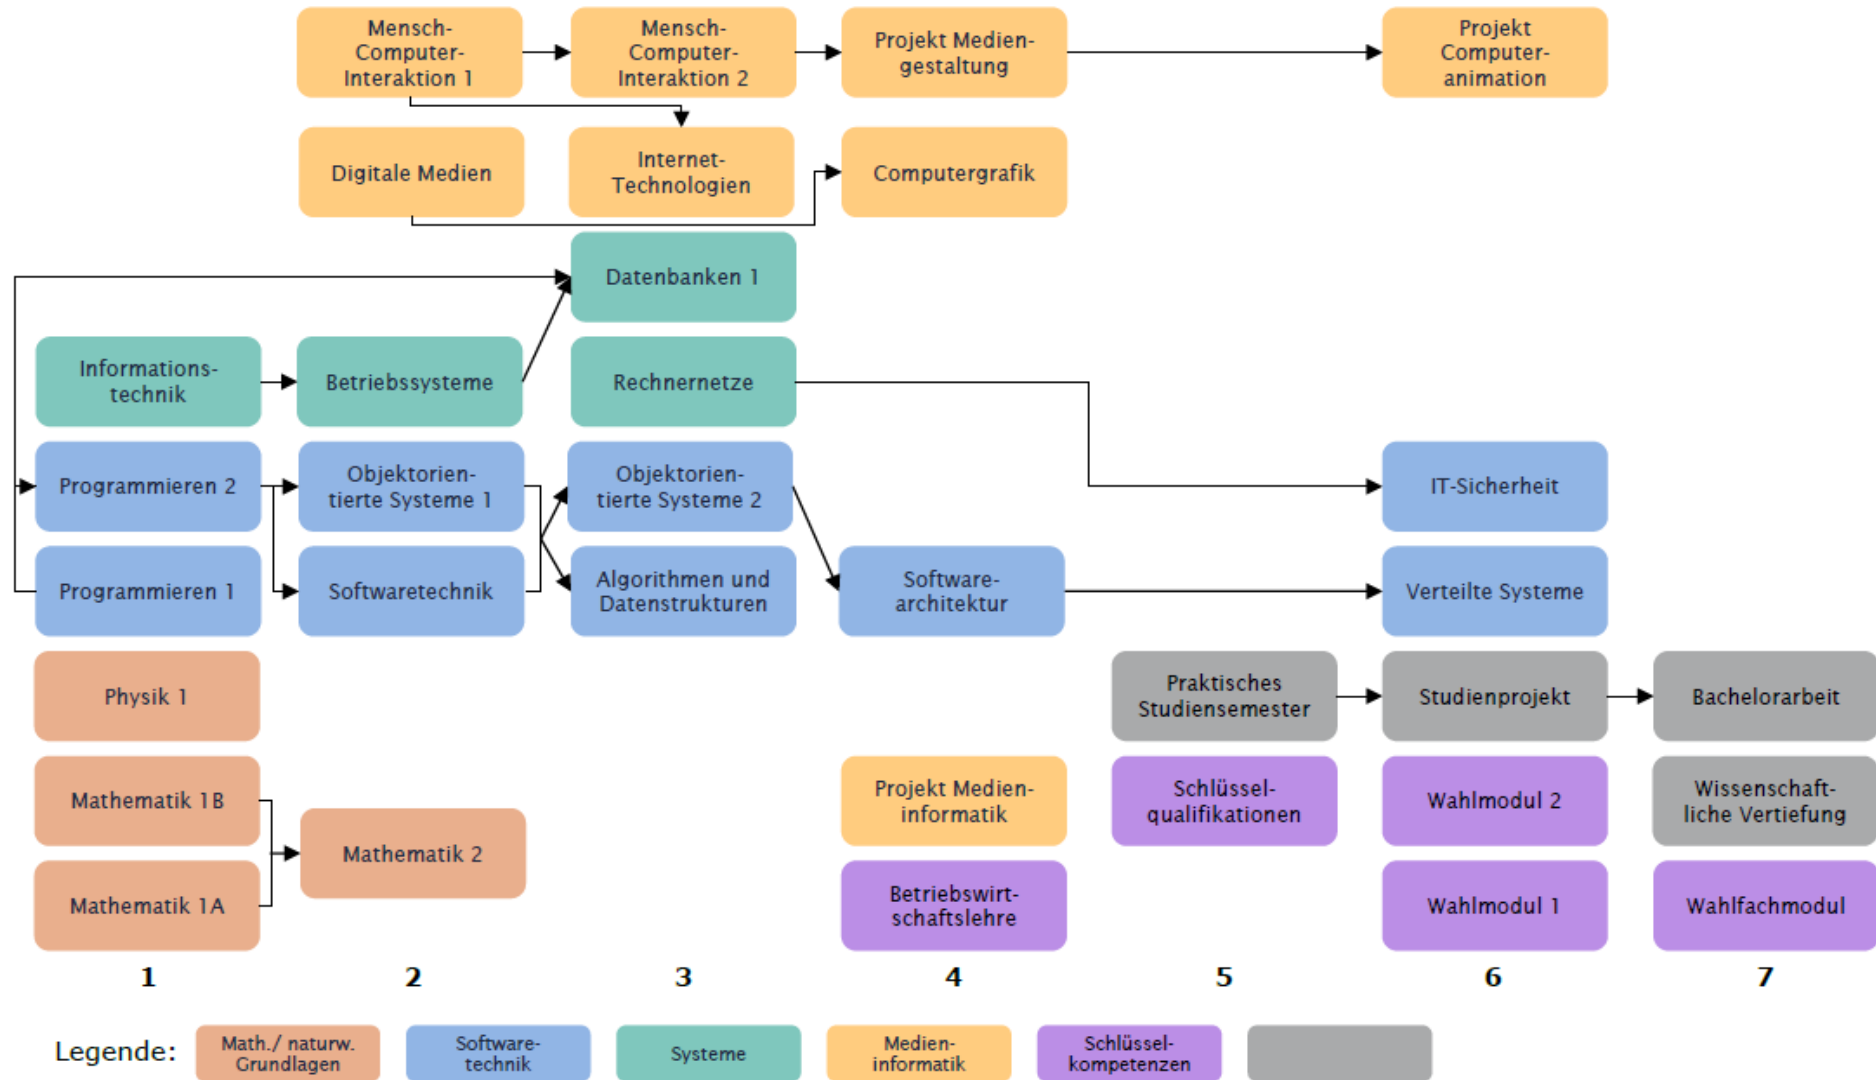 Mensch-
Computer-
Interaktion 1
Mensch-
Computer-
Interaktion 2
Projekt Medien-
gestaltung
Projekt
Computer-
animation
Digitale Medien
Internet-
Technologien
Computergrafik
Datenbanken 1
Informations-
technik
Betriebssysteme
Rechnernetze
Programmieren 2
Objektorien-
tierte Systeme 1
Objektorien-
tierte Systeme 2
IT-Sicherheit
Programmieren 1
Softwaretechnik
Algorithmen und
Datenstrukturen
Software-
architektur
Verteilte Systeme
Physik 1
Praktisches
Studiensemester
Studienprojekt
Bachelorarbeit
Mathematik 1B
Mathematik 2
Projekt Medien-
informatik
Schlüssel-
qualifikationen
Wahlmodul 2
Wissenschaft-
liche Vertiefung
Mathematik 1A
Betriebswirt-
schaftslehre
Wahlmodul 1
Wahlfachmodul
1
2
3
4
5
6
7
Legende:
Math./ naturw.
Grundlagen
Software-
technik
Systeme
Medien-
informatik
Schlüssel-
kompetenzen